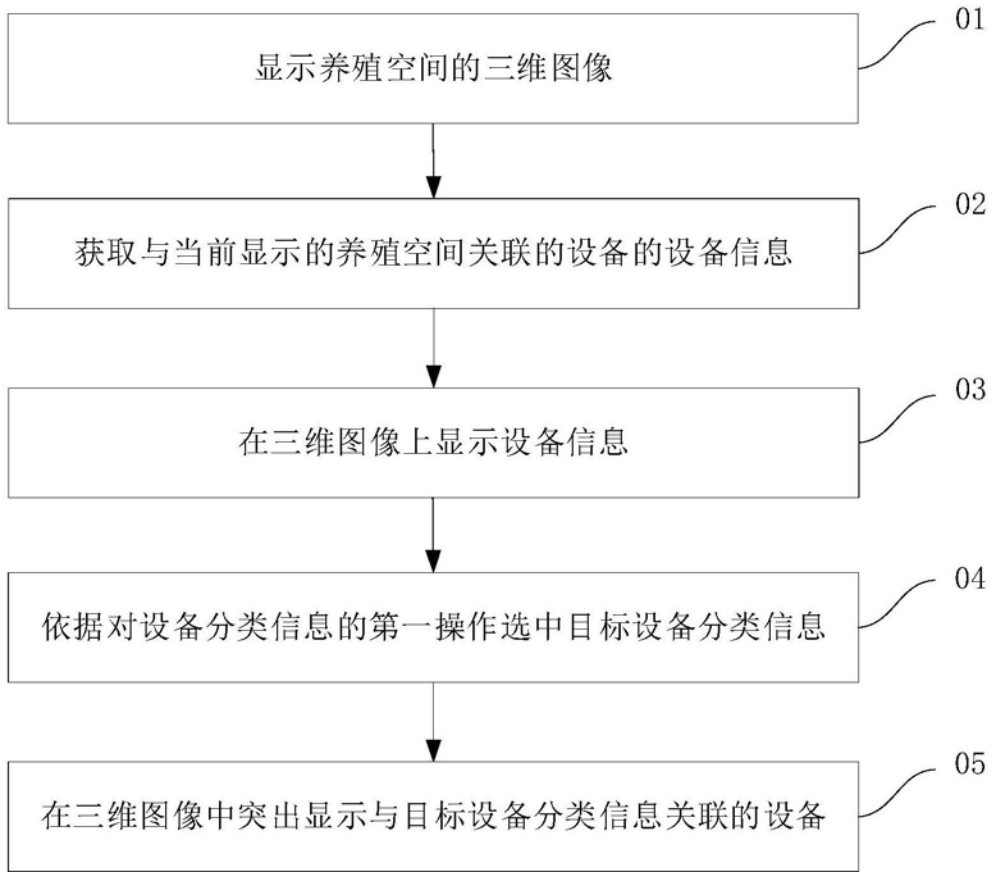 显示养殖空间的三维图像
01
获取与当前显示的养殖空间关联的设备的设备信息
02
在三维图像上显示设备信息
03
依据对设备分类信息的第一操作选中目标设备分类信息
04
在三维图像中突出显示与目标设备分类信息关联的设备
05